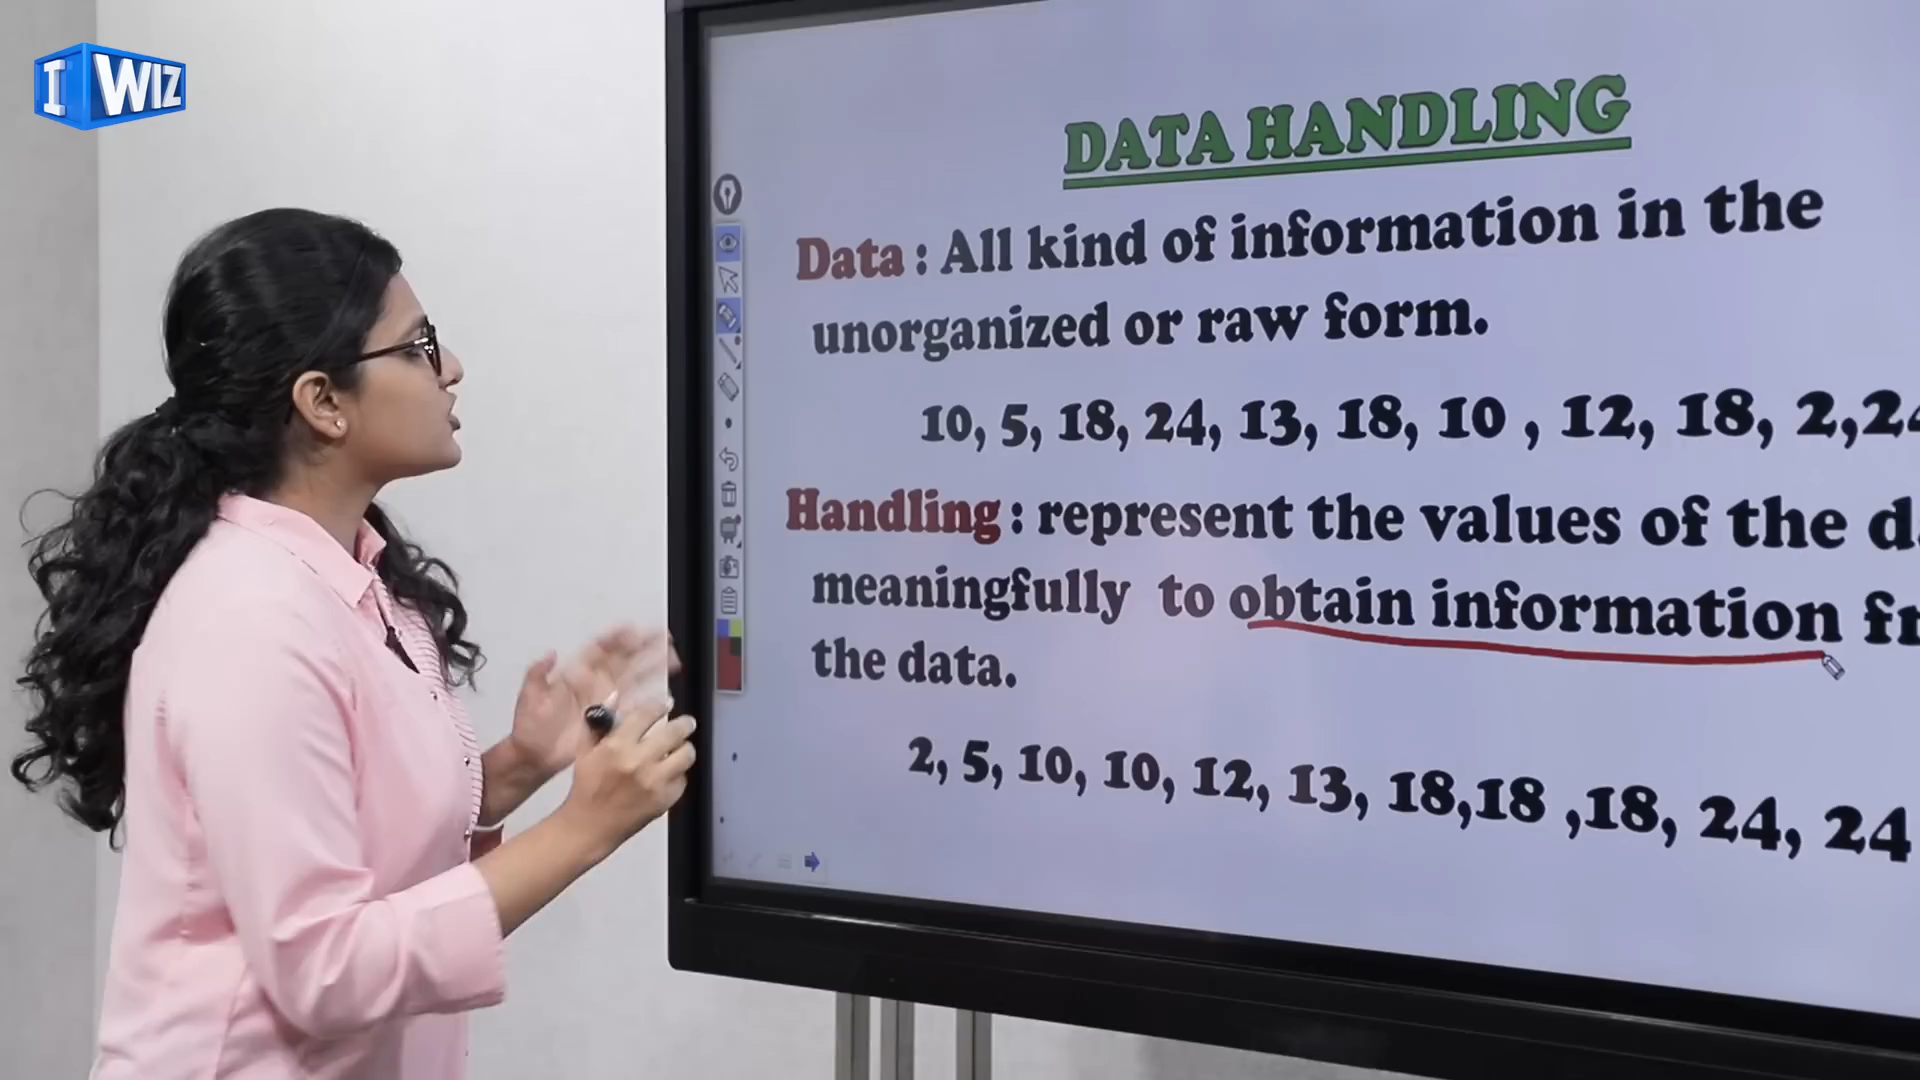 I WIZ
DATA HANDLING
Data : All kind of information in the
unorganized or raw form.
10, 5, 18, 24, 13, 18, 10 , 12, 18, 2,24
Handling : represent the values of the
meaningfully to obtain information
the data.
2, 5, 10, 10, 12, 13, 18,18 ,18, 24, 24